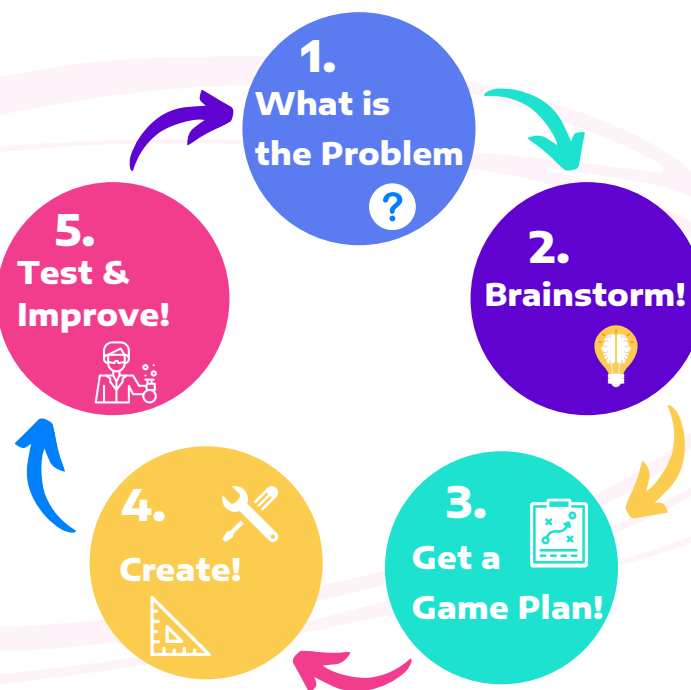 1.
What is
the Problem
?
2.
Brainstorm!
3.
Get a
Game Plan!
4.
Create!
5.
Test &
Improve!